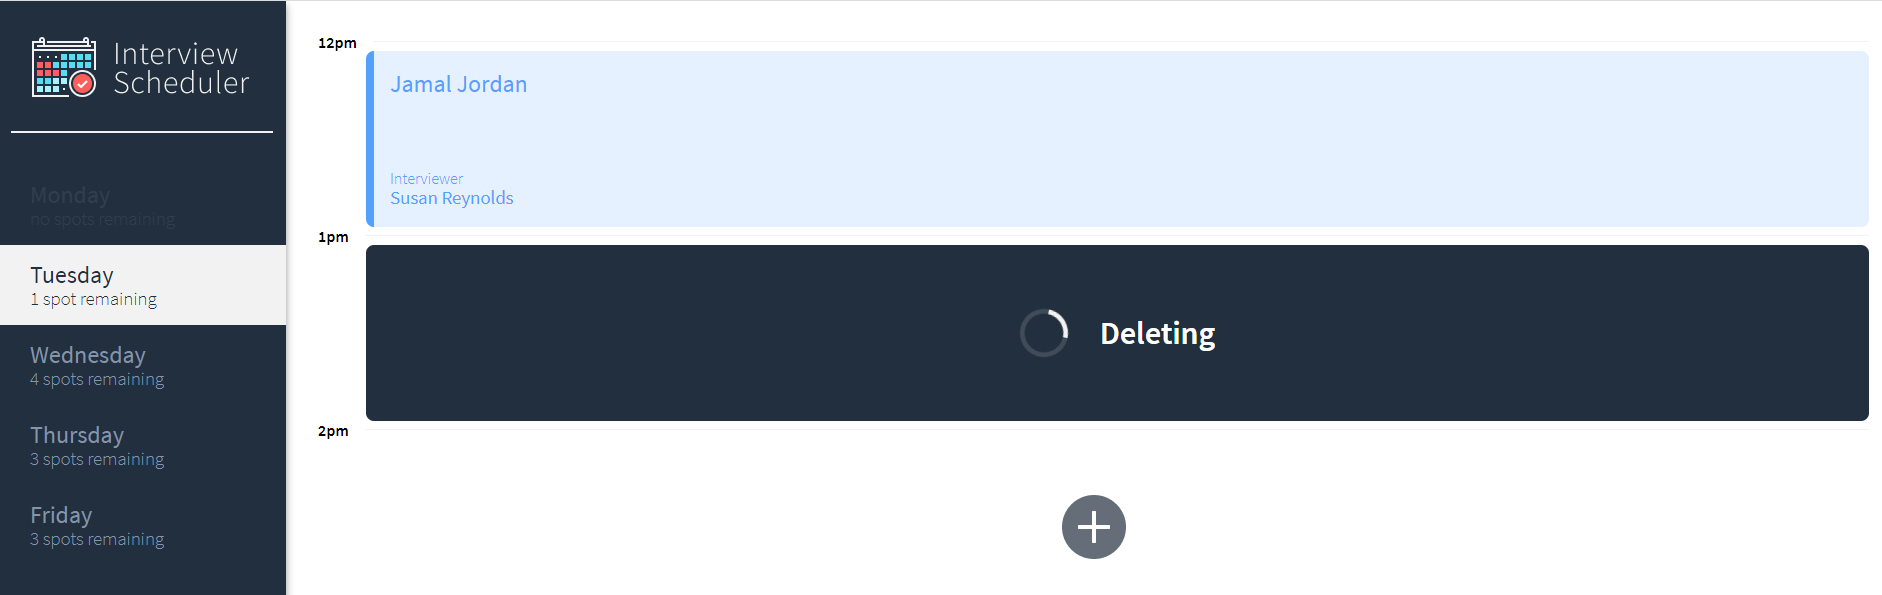 Interview
Scheduler
Monday
no spots remaining
Tuesday
1 spot remaining
Wednesday
4 spots remaining
Thursday
3 spots remaining
Friday
3 spots remaining
12pm
Jamal Jordan
Interviewer
Susan Reynolds
1pm
Deleting
2pm